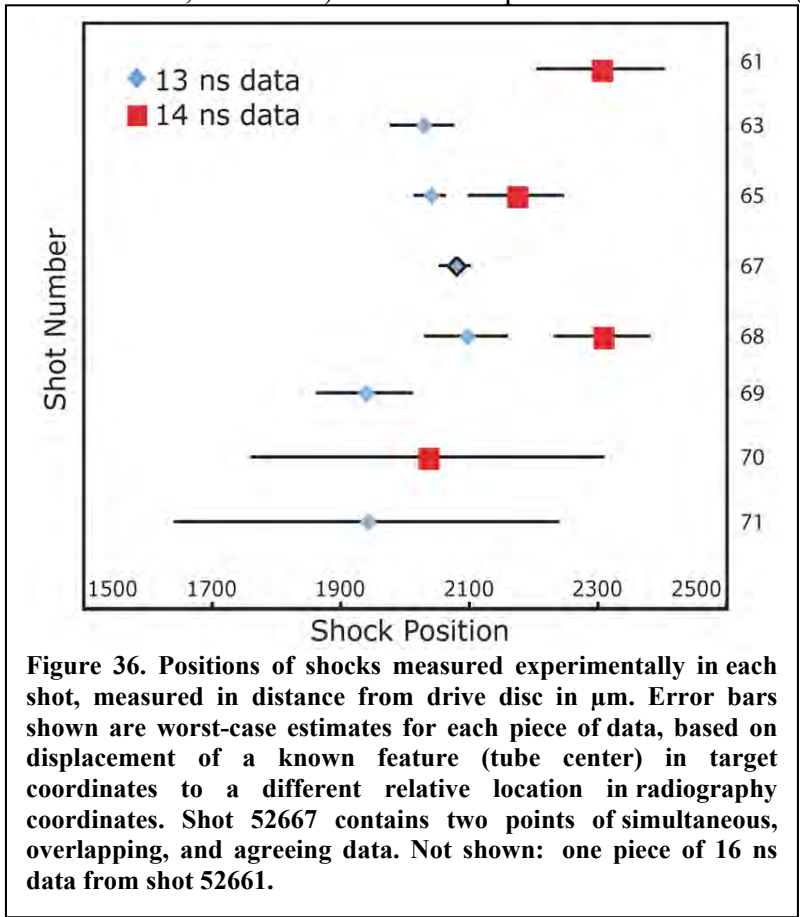 13 ns data
14 ns data
61
63
65
67
68
69
70
71
Shot Number
1500 1700 1900 2100 2300 2500
Shock Position
Figure 36. Positions of shocks measured experimentally in each
shot, measured in distance from drive disc in µm. Error bars
shown are worst-case estimates for each piece of data, based on
displacement of a known feature (tube center) in target
coordinates to a different relative location in radiography
coordinates. Shot 52667 contains two points of simultaneous,
overlapping, and agreeing data. Not shown: one piece of 16 ns
data from shot 52661.